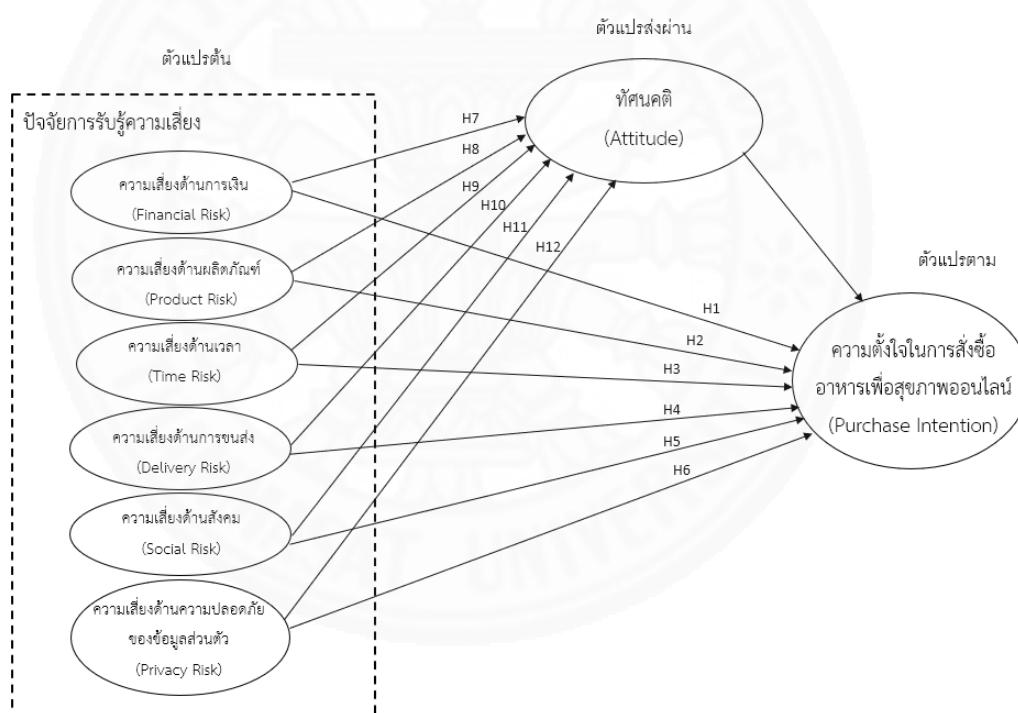 ตัวแปรส่งผ่าน
ตัวแปรต้น
ทัศนคติ
(Attitude)
ปัจจัยการรับรู้ความเสี่ยง
H7
H8
H9
H10
H11
H12
ความเสี่ยงด้านการเงิน
(Financial Risk)
ความเสี่ยงด้านผลิตภัณฑ์
(Product Risk)
ความเสี่ยงด้านเวลา
(Time Risk)
ความเสี่ยงด้านการขนส่ง
(Delivery Risk)
ความเสี่ยงด้านสังคม
(Social Risk)
ความเสี่ยงด้านความปลอดภัย
ของข้อมูลส่วนตัว
(Privacy Risk)
H1
H2
H3
H4
H5
H6
ตัวแปรตาม
ความตั้งใจในการสั่งซื้อ
อาหารเพื่อสุขภาพออนไลน์
(Purchase Intention)